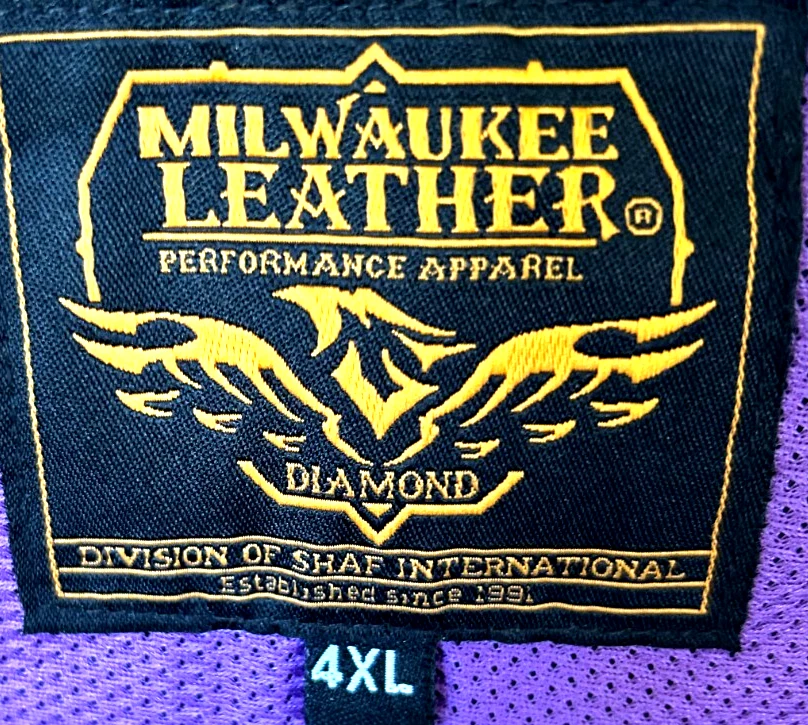 MILWAUKEE
LEATHER®
PERFORMANCE APPAREL
DIAMOND
DIVISION OF SHAF INTERNATIONAL
Established since 1991
4XL